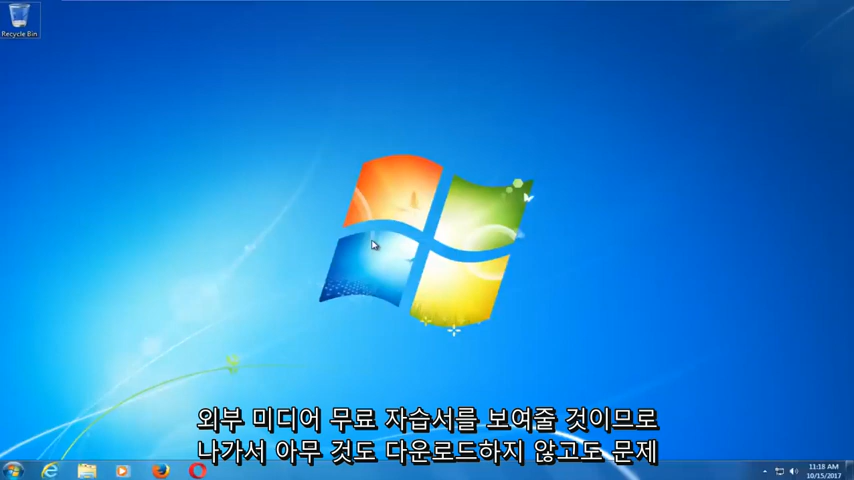 Recycle Bin
외부 미디어 무료 자습서를 보여줄 것이므로
나가서 아무 것도 다운로드하지 않고도 문제
11:18 AM
10/15/2017